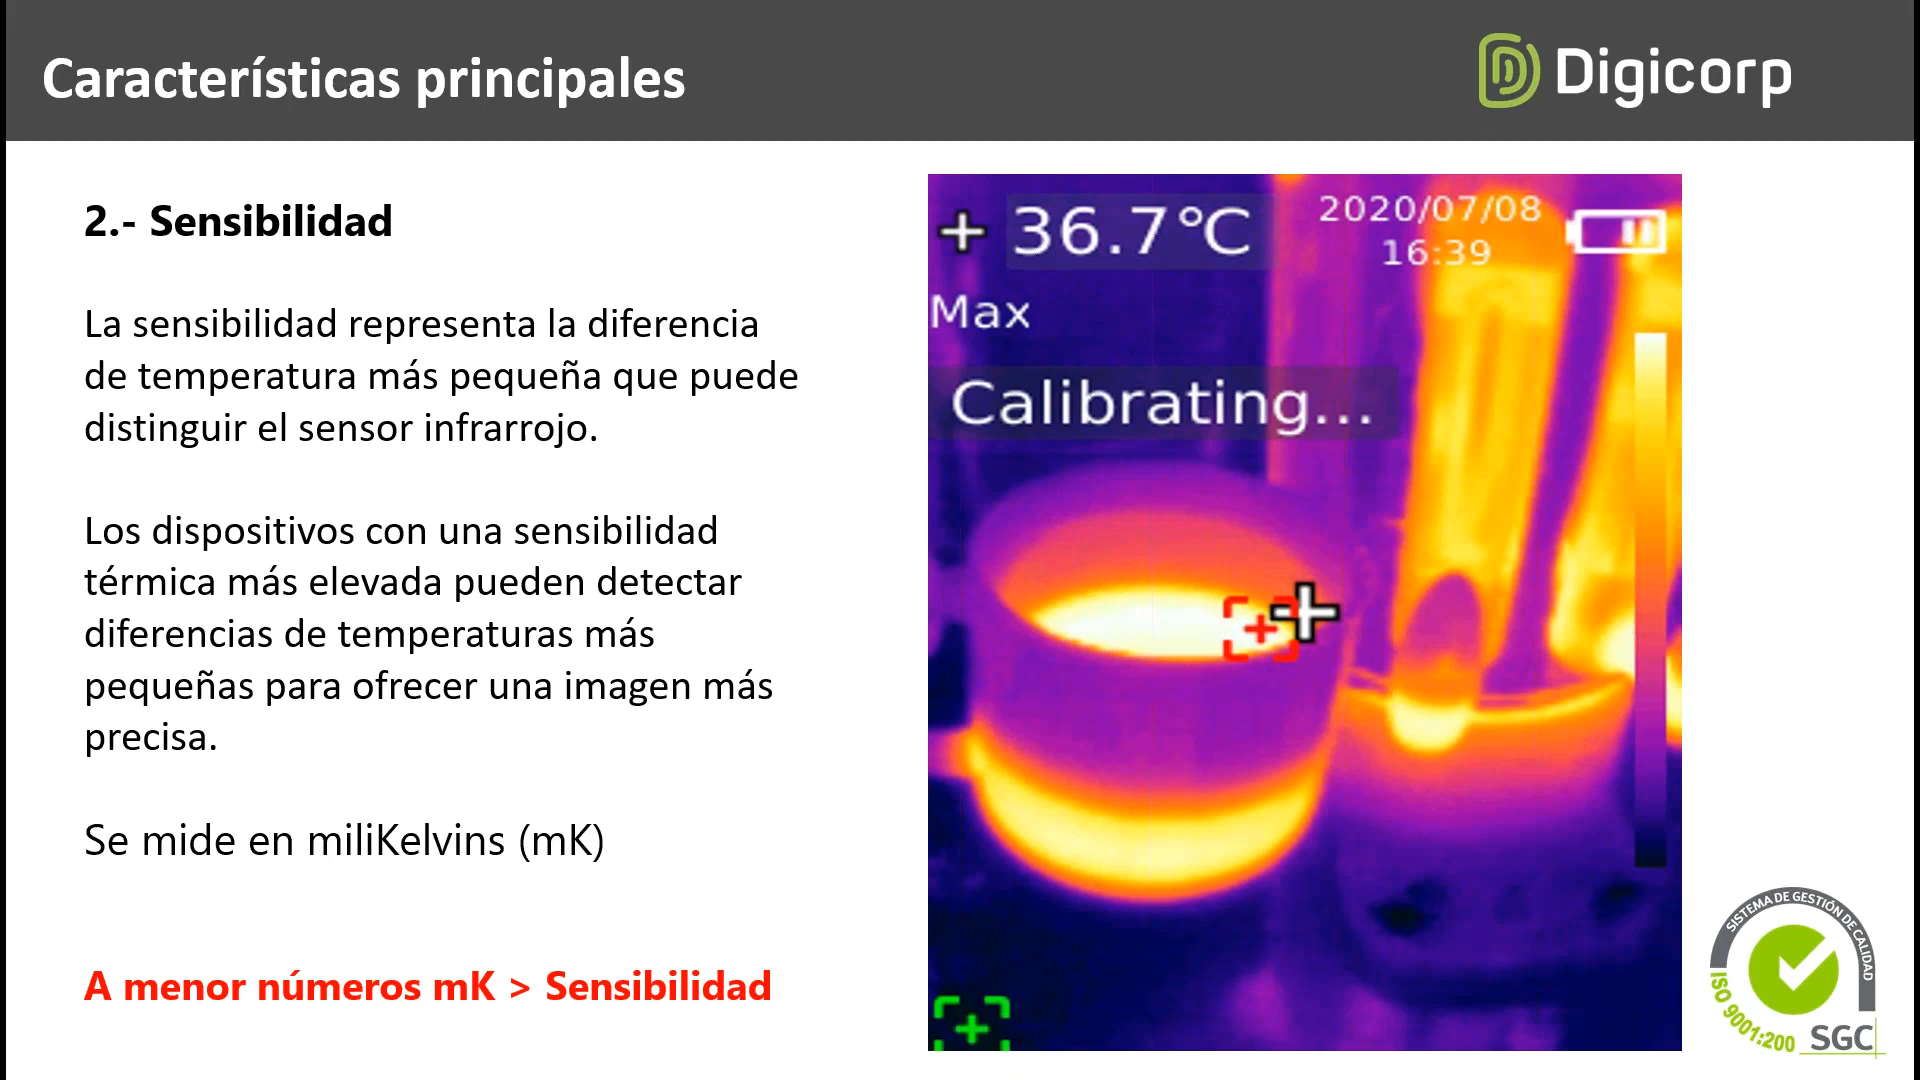 Características principales
Digicorp
2.- Sensibilidad
La sensibilidad representa la diferencia
de temperatura más pequeña que puede
distinguir el sensor infrarrojo.
Los dispositivos con una sensibilidad
térmica más elevada pueden detectar
diferencias de temperaturas más
pequeñas para ofrecer una imagen más
precisa.
Se mide en miliKelvins (mK)
A menor números mK > Sensibilidad
36.7°C
2020/07/08
16:39
Max
Calibrating...
SISTEMA DE GESTIÓN DE CALIDAD
ISO 9001:200
SGC